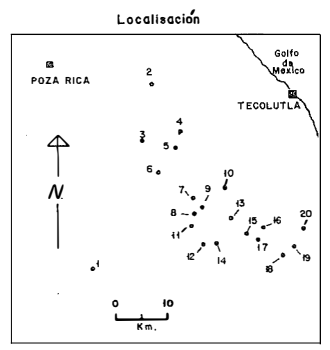 Localisación
Golfo
de
Mexico
POZA RICA
TECOLUTLA
2
4
3
5
6
N.
10
7
9
8
13
11
15
16
20
12
14
17
18
19
1
0 10
Km.